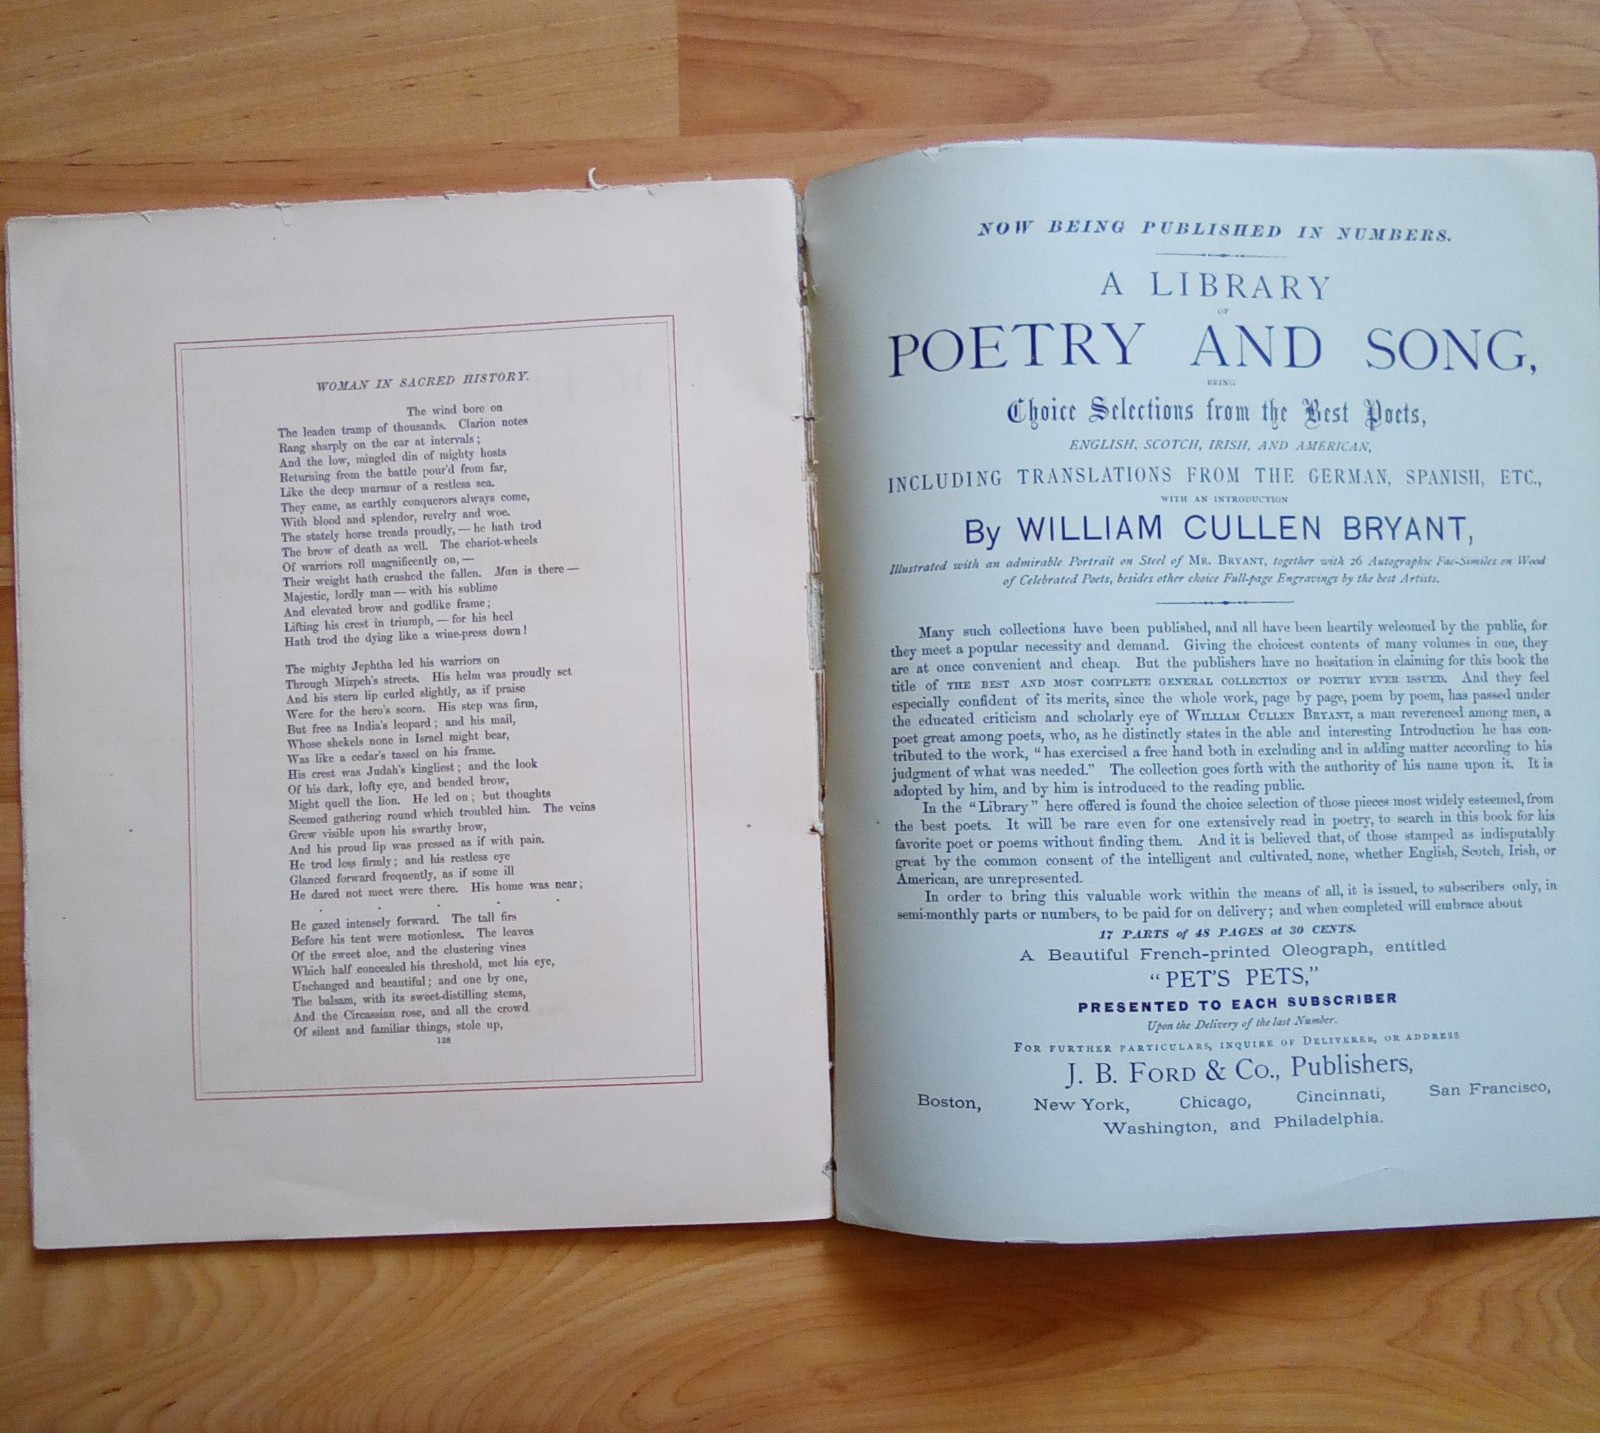 WOMAN IN SACRED HISTORY.
The wind bore on
The leaden tramp of thousands. Clarion notes
Rang sharply on the ear at intervals;
And the low, mingled din of mighty hosts
Returning from the battle pour'd from far,
Like the deep murmur of a restless sea.
They came, as earthly conquerors always come,
With blood and splendor, revelry and woe.
The stately horse treads proudly, — he hath trod
The brow of death as well. The chariot-wheels
Of warriors roll magnificently on, —
Their weight hath crushed the fallen. Man is there —
Majestic, lordly man — with his sublime
And elevated brow and godlike frame;
Lifting his crest in triumph, — for his heel
Hath trod the dying like a wine-press down!
The mighty Jephtha led his warriors on
Through Mizpeh's streets. His helm was proudly set
And his stern lip curled slightly, as if praise
Were for the hero's scorn. His step was firm,
But free as India's leopard; and his mail,
Whose shekels none in Israel might bear,
Was like a cedar's tassel on his frame.
His crest was Judah's kingliest; and the look
Of his dark, lofty eye, and bended brow,
Might quell the lion. He led on; but thoughts
Seemed gathering round which troubled him. The veins
Grew visible upon his swarthy brow,
And his proud lip was pressed as if with pain.
He trod less firmly; and his restless eye
Glanced forward frequently, as if some ill
He dared not meet were there. His home was near;
. . . . .
He gazed intensely forward. The tall firs
Before his tent were motionless. The leaves
Of the sweet aloe, and the clustering vines
Which half concealed his threshold, met his eye,
Unchanged and beautiful; and one by one,
The balsam, with its sweet-distilling stems,
And the Circassian rose, and all the crowd
Of silent and familiar things, stole up,
128
NOW BEING PUBLISHED IN NUMBERS.
A LIBRARY
OF
POETRY AND SONG,
BEING
Choice Selections from the Best Poets,
ENGLISH, SCOTCH, IRISH, AND AMERICAN,
INCLUDING TRANSLATIONS FROM THE GERMAN, SPANISH, ETC.,
WITH AN INTRODUCTION
By WILLIAM CULLEN BRYANT,
Illustrated with an admirable Portrait on Steel of MR. BRYANT, together with 26 Autographic Fac-Similes on Wood
of Celebrated Poets, besides other choice Full-page Engravings by the best Artists.
Many such collections have been published, and all have been heartily welcomed by the public, for
they meet a popular necessity and demand. Giving the choicest contents of many volumes in one, they
are at once convenient and cheap. But the publishers have no hesitation in claiming for this book the
title of THE BEST AND MOST COMPLETE GENERAL COLLECTION OF POETRY EVER ISSUED. And they feel
especially confident of its merits, since the whole work, page by page, poem by poem, has passed under
the educated criticism and scholarly eye of WILLIAM CULLEN BRYANT, a man reverenced among men, a
poet great among poets, who, as he distinctly states in the able and interesting Introduction he has con-
tributed to the work, "has exercised a free hand both in excluding and in adding matter according to his
judgment of what was needed." The collection goes forth with the authority of his name upon it. It is
adopted by him, and by him is introduced to the reading public.
In the "Library" here offered is found the choice selection of those pieces most widely esteemed, from
the best poets. It will be rare even for one extensively read in poetry, to search in this book for his
favorite poet or poems without finding them. And it is believed that, of those stamped as indisputably
great by the common consent of the intelligent and cultivated, none, whether English, Scotch, Irish, or
American, are unrepresented.
In order to bring this valuable work within the means of all, it is issued, to subscribers only, in
semi-monthly parts or numbers, to be paid for on delivery; and when completed will embrace about
17 PARTS of 48 PAGES at 30 CENTS.
A Beautiful French-printed Oleograph, entitled
"PET'S PETS,"
PRESENTED TO EACH SUBSCRIBER
Upon the Delivery of the last Number.
FOR FURTHER PARTICULARS, INQUIRE OF DELIVERER, OR ADDRESS
J. B. FORD & Co., Publishers,
Boston, New York, Chicago, Cincinnati, San Francisco,
Washington, and Philadelphia.